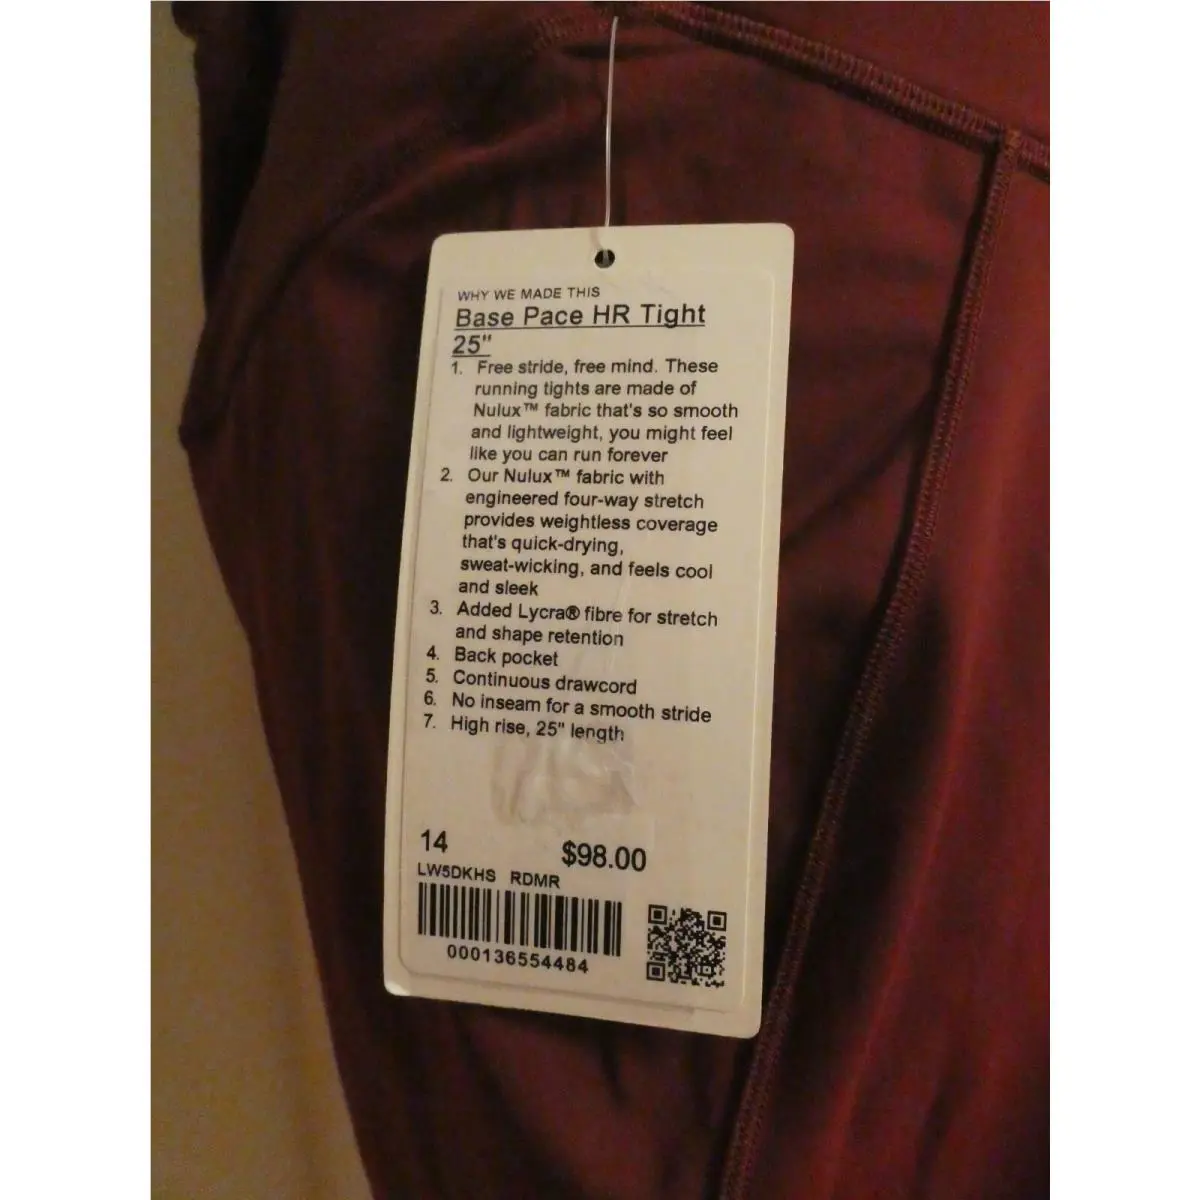 WHY WE MADE THIS
Base Pace HR Tight
25"
1. Free stride, free mind. These
running tights are made of
Nulux™ fabric that's so smooth
and lightweight, you might feel
like you can run forever
2. Our Nulux™ fabric with
engineered four-way stretch
provides weightless coverage
that's quick-drying,
sweat-wicking, and feels cool
and sleek
3. Added Lycra® fibre for stretch
and shape retention
4. Back pocket
5. Continuous drawcord
6. No inseam for a smooth stride
7. High rise, 25" length
14 $98.00
LW5DKHS RDMR
000136554484